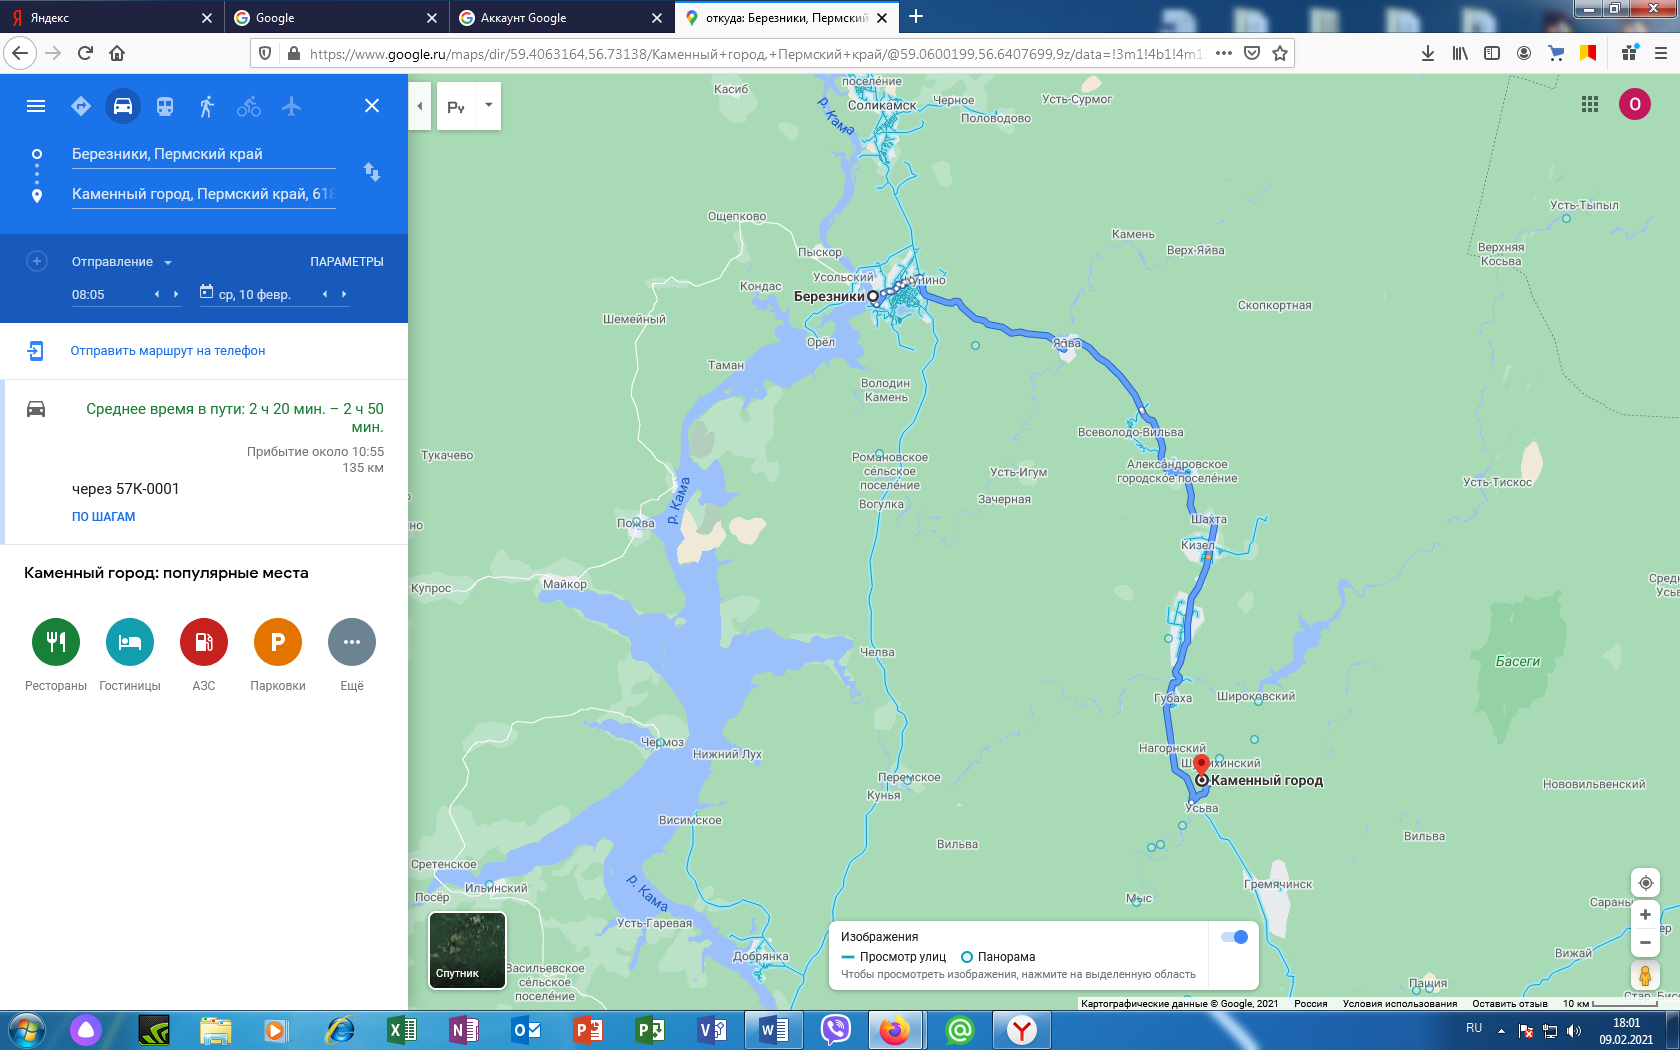 Яндекс
Google
Аккаунт Google
откуда: Березники, Пермский
https://www.google.ru/maps/dir/59.4063164,56.73138/Каменный+город,+Пермский+край/@59.0600199,56.6407699,9z/data=!3m1!4b1!4m1
Березники, Пермский край
Каменный город, Пермский край, 618
Отправление
ПАРАМЕТРЫ
08:05
ср, 10 февр.
Отправить маршрут на телефон
Среднее время в пути: 2 ч 20 мин. – 2 ч 50
мин.
Прибытие около 10:55
135 км
через 57К-0001
ПО ШАГАМ
Каменный город: популярные места
Рестораны
Гостиницы
АЗС
Парковки
Ещё
Ру
О
Касиб
поселение
Соликамск
Черное
Половодово
Усть-Сурмог
р. Кама
Ощепково
Пыскор
Камень
Верх-Яйва
Усть-Тыпыл
Верхняя
Косьва
Усольский
Кондас
Березники
Шемейный
Орёл
Яйва
Скопкортная
Таман
Володин
Камень
Всеволодо-Вильва
Тукачево
Романовское
сельское
поселение
Усть-Игум
Александровское
городское поселение
Усть-Тискос
Зачерная
Вогулка
р. Кама
Пожва
Шахта
Кизел
Купрос
Майкор
Челва
Басеги
Губаха
Широковский
Чермоз
Нижний Лух
Нагорнский
Каменный город
Перемское
Кунья
Усьва
Нововильвенский
Висимское
Вильва
Вильва
Сретенское
Посёр
Ильинский
р. Кама
Гремячинск
Мыс
Усть-Гаревая
Добрянка
Васильевское
сельское
поселение
Вижай
Пашия
Спутник
Изображения
Просмотр улиц
Панорама
Чтобы просмотреть изображения, нажмите на выделенную область
Картографические данные © Google, 2021
Россия
Условия использования
Оставить отзыв
10 км
RU
18:01
09.02.2021